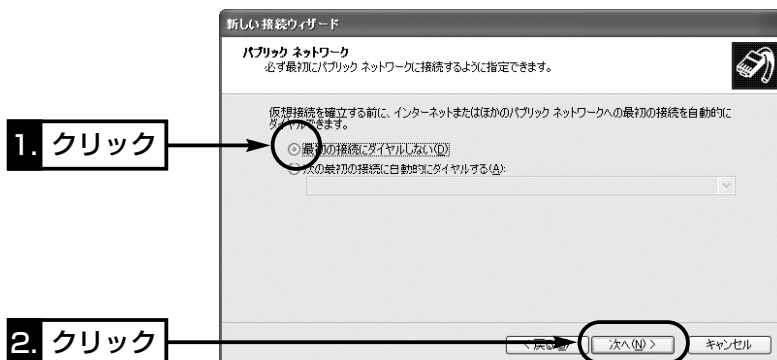 新しい接続ウィザード
パブリック ネットワーク
必ず最初にパブリック ネットワークに接続するように指定できます。
仮想接続を確立する前に、インターネットまたはほかのパブリック ネットワークへの最初の接続を自動的に
ダイヤルできます。
1. クリック
最初の接続にダイヤルしない(D)
次の最初の接続に自動的にダイヤルする(A):
2. クリック
< 戻る(B)
次へ(N) >
キャンセル